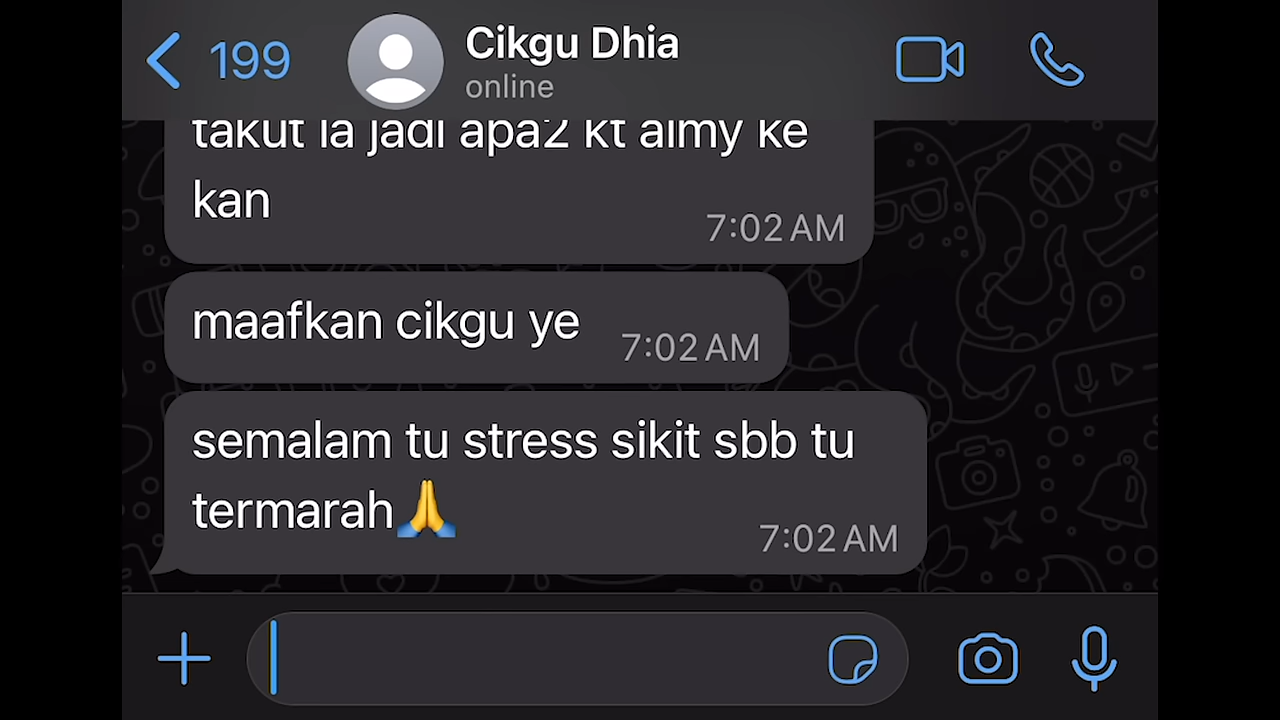 199
Cikgu Dhia
online
takut la jadi apa2 kt aimy ke
kan
7:02 AM
maafkan cikgu ye
7:02 AM
semalam tu stress sikit sbb tu
termarah🙏
7:02 AM